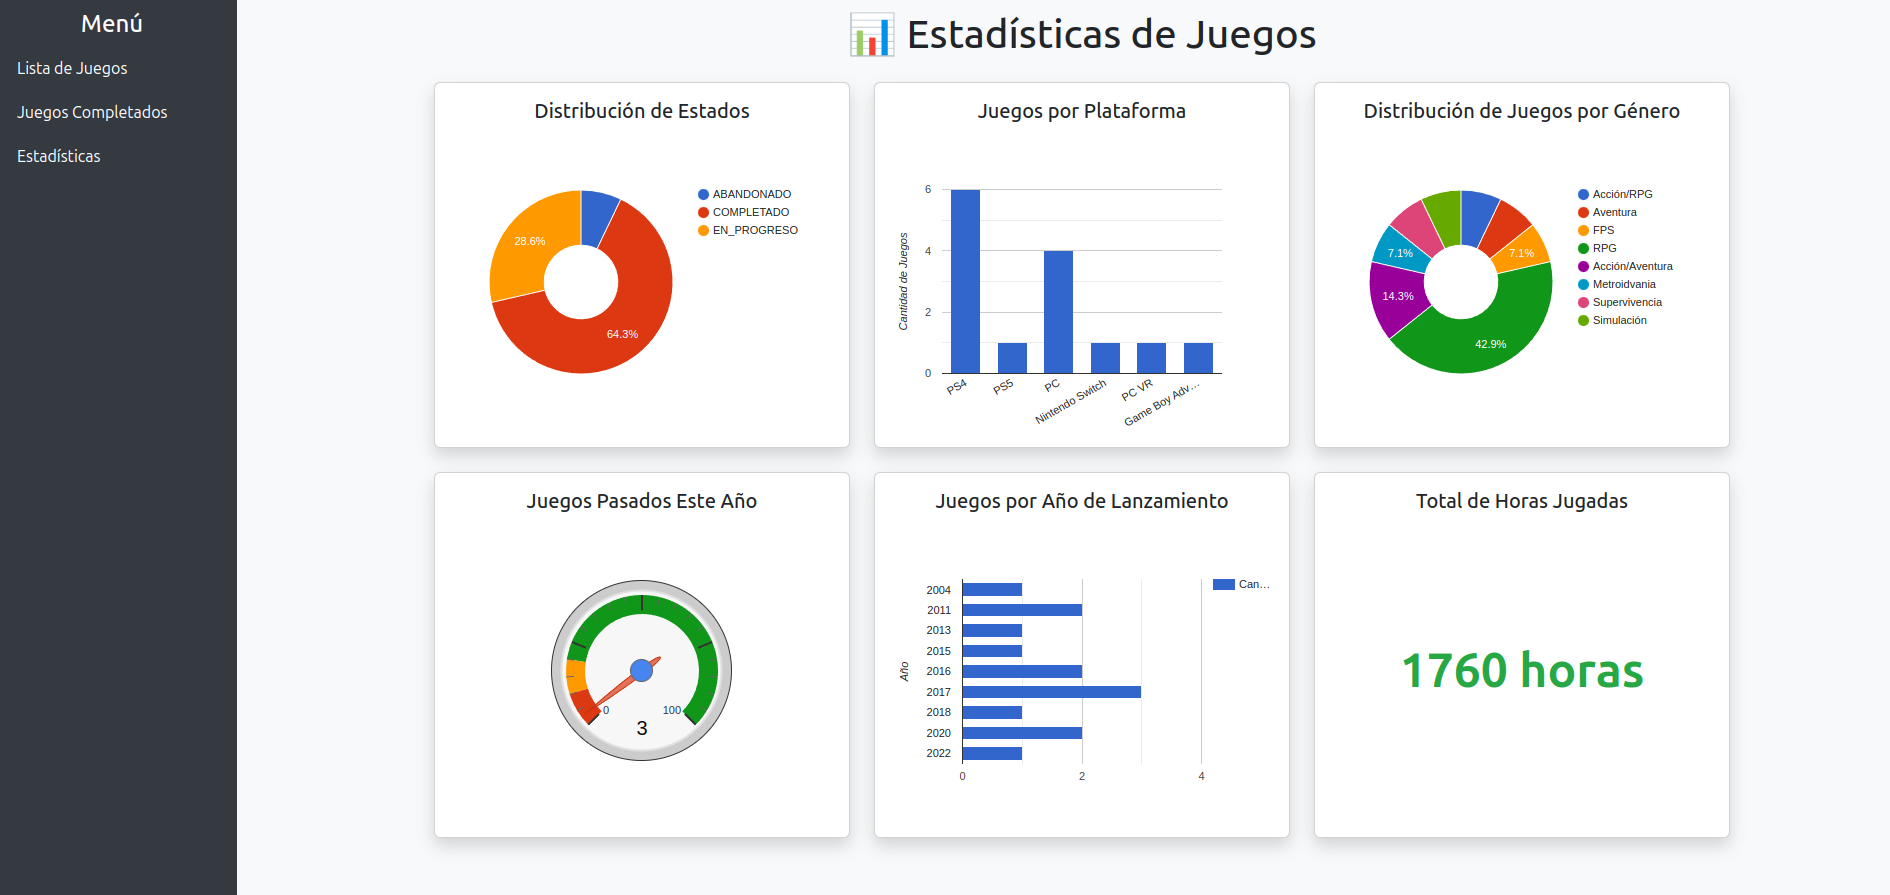 Menú
Lista de Juegos
Juegos Completados
Estadísticas
Estadísticas de Juegos
Distribución de Estados
ABANDONADO
COMPLETADO
EN_PROGRESO
28.6%
64.3%
Juegos por Plataforma
Cantidad de Juegos
6
4
2
0
PS4
PS5
PC
Nintendo Switch
PC VR
Game Boy Adv…
Distribución de Juegos por Género
Acción/RPG
Aventura
FPS
RPG
Acción/Aventura
Metroidvania
Supervivencia
Simulación
7.1%
7.1%
14.3%
42.9%
Juegos Pasados Este Año
0
100
3
Juegos por Año de Lanzamiento
Can…
Año
2004
2011
2013
2015
2016
2017
2018
2020
2022
0
2
4
Total de Horas Jugadas
1760 horas